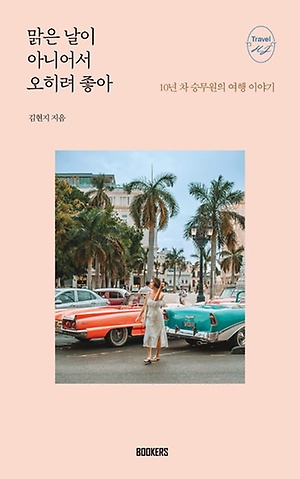 맑은 날이
아니어서
오히려 좋아
10년 차 승무원의 여행 이야기
김현지 지음
Travel
BOOKERS